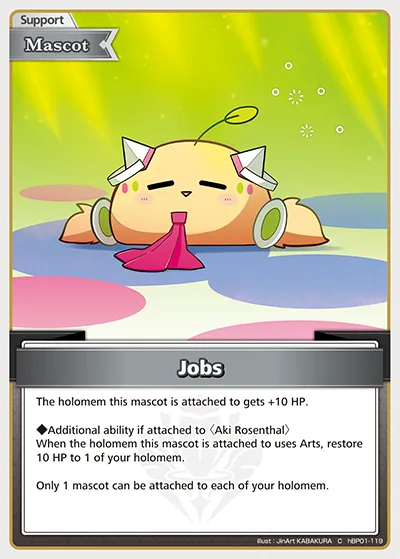 Support
Mascot
Jobs
The holomem this mascot is attached to gets +10 HP.
◆Additional ability if attached to 〈Aki Rosenthal〉
When the holomem this mascot is attached to uses Arts, restore
10 HP to 1 of your holomem.
Only 1 mascot can be attached to each of your holomem.
illust : JinArt KABAKURA C hBP01-119